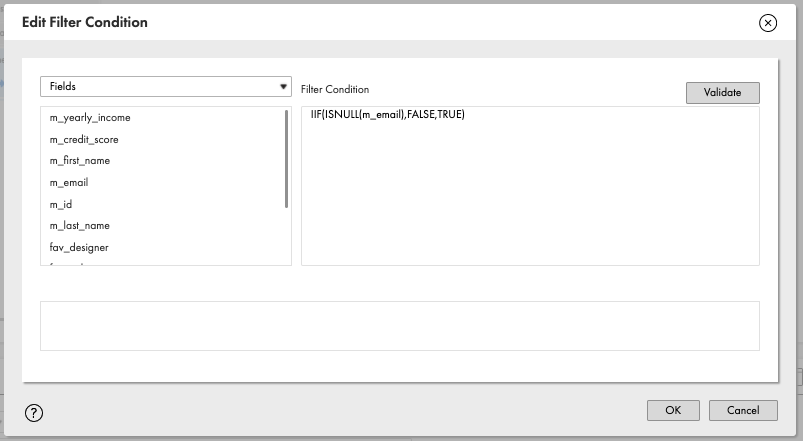 Edit Filter Condition
Fields
Filter Condition
Validate
m_yearly_income
m_credit_score
m_first_name
m_email
m_id
m_last_name
fav_designer
IIF(ISNULL(m_email),FALSE,TRUE)
?
OK
Cancel